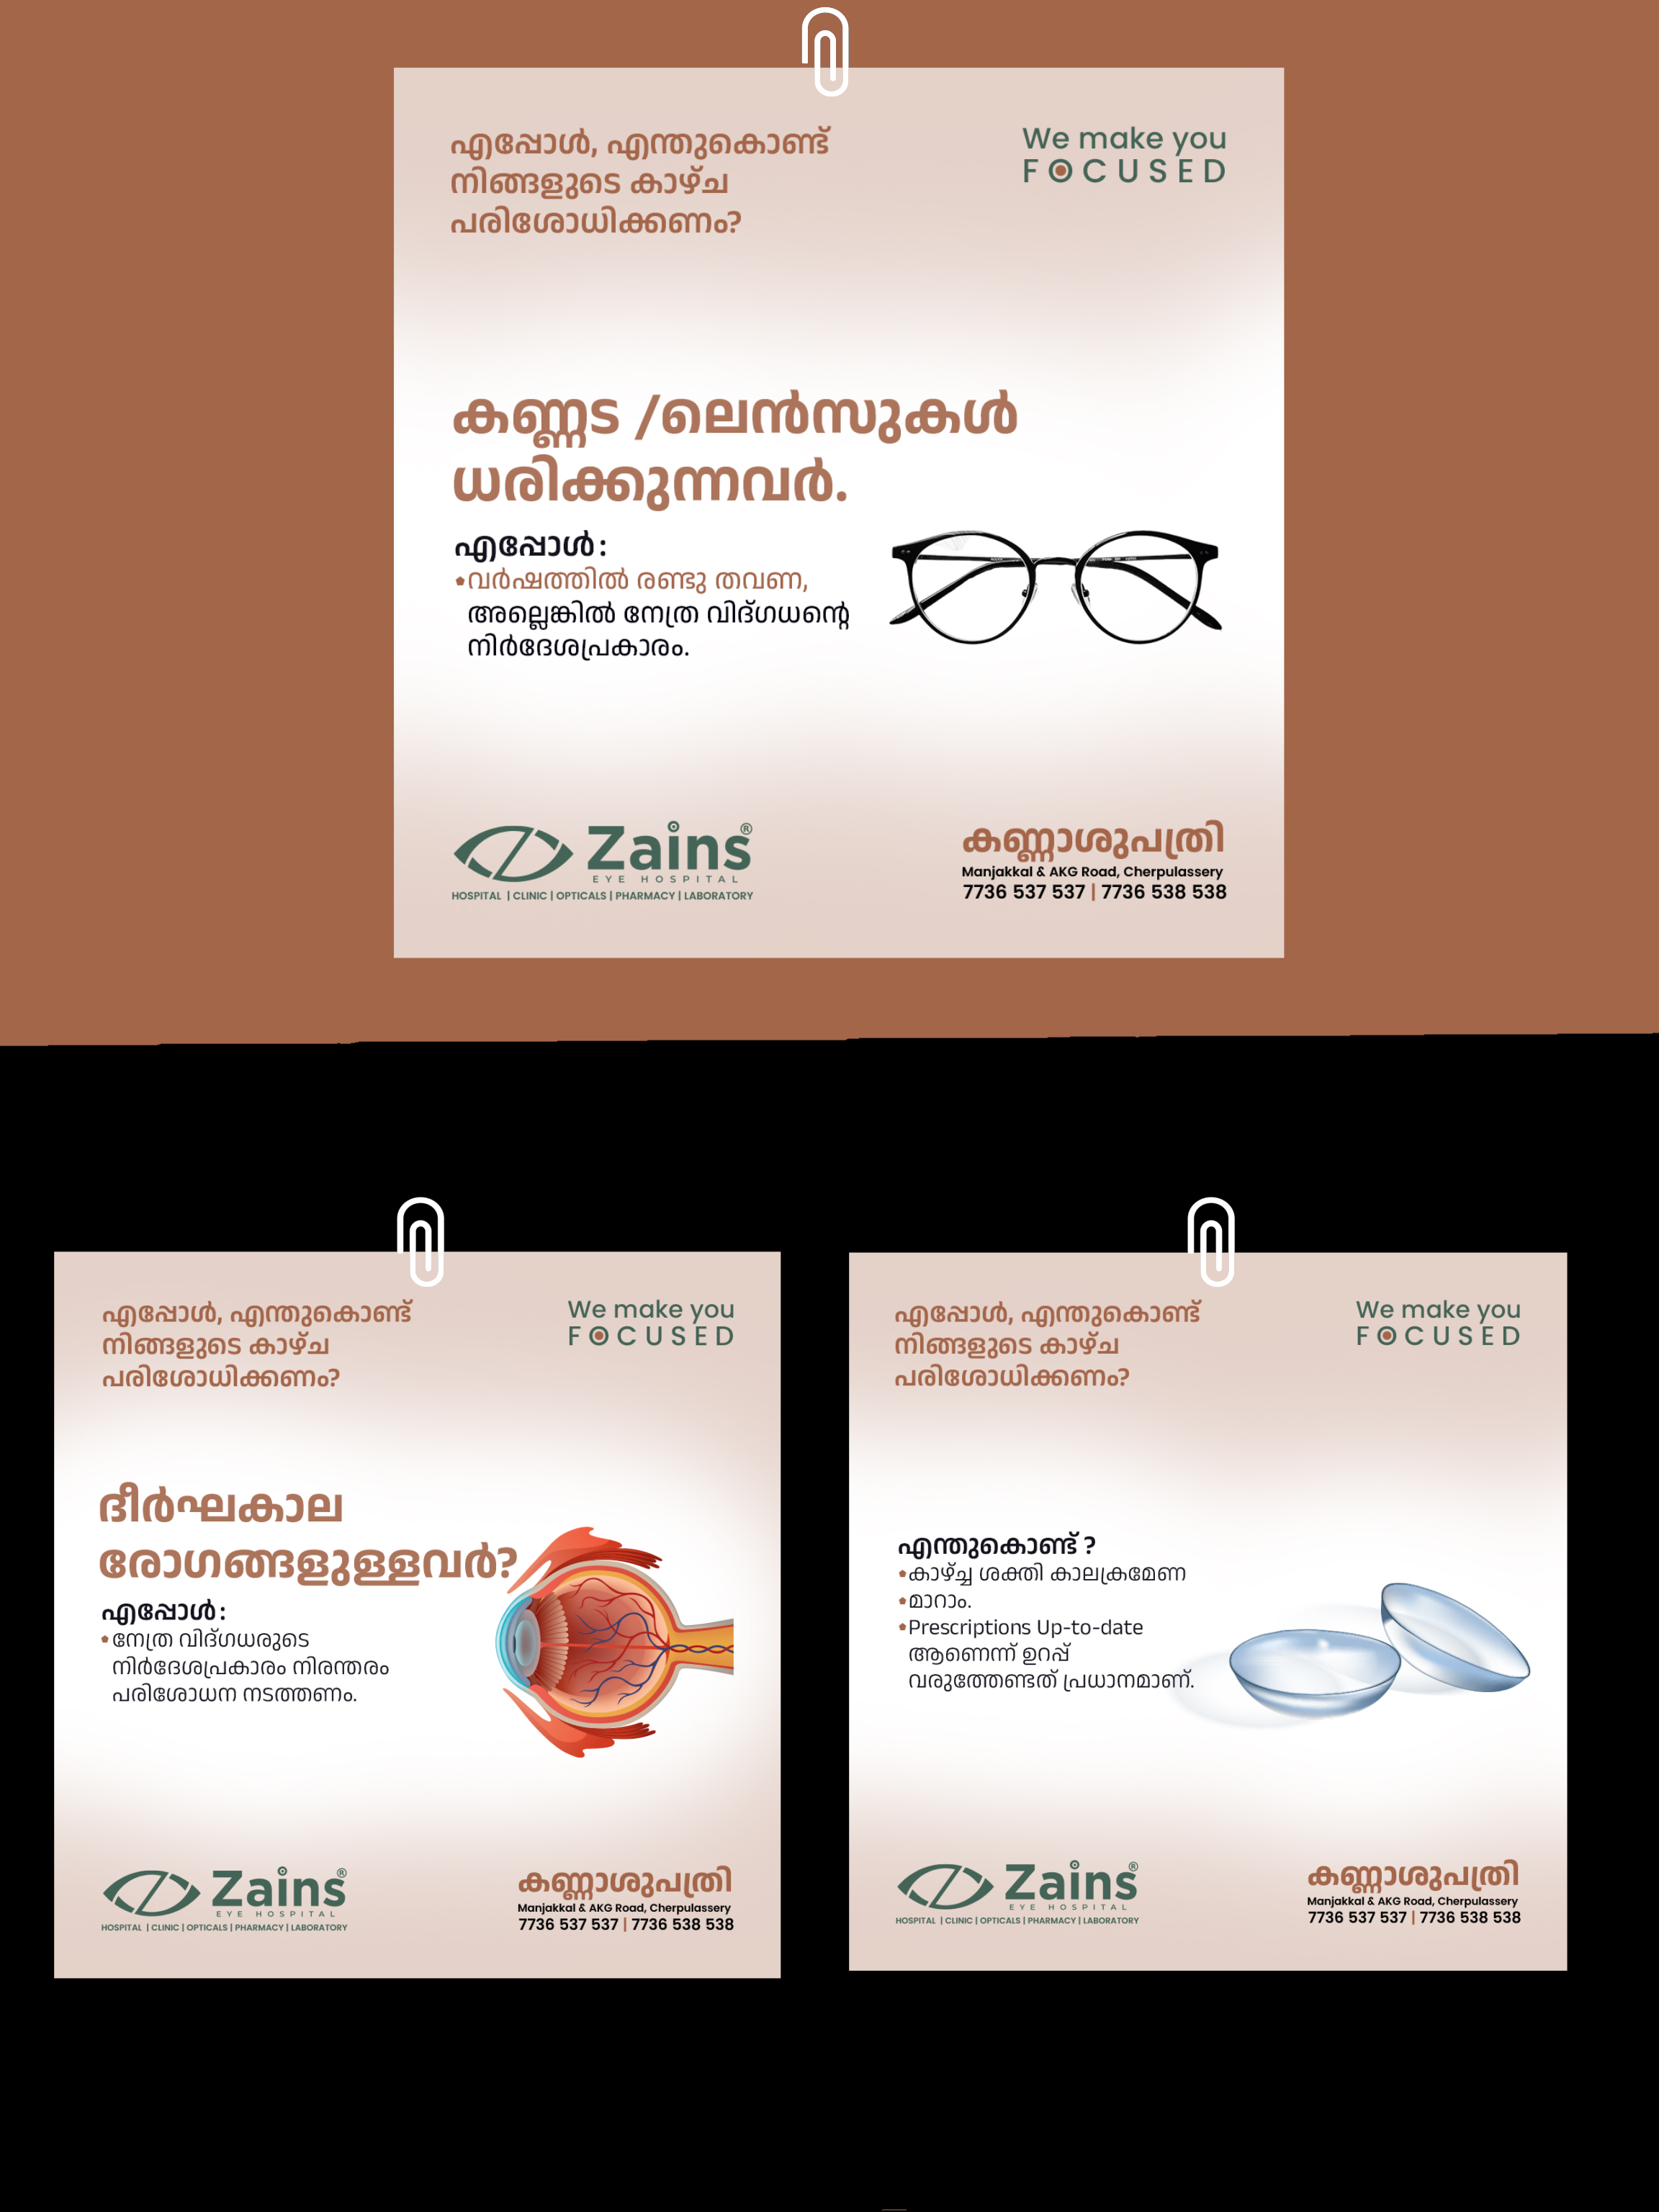 എപ്പോൾ, എന്തുകൊണ്ട്
നിങ്ങളുടെ കാഴ്ച
പരിശോധിക്കണം?
We make you
FOCUSED
കണ്ണട /ലെൻസുകൾ
ധരിക്കുന്നവർ.
എപ്പോൾ:
•വർഷത്തിൽ രണ്ടു തവണ,
അല്ലെങ്കിൽ നേത്ര വിദ്ഗധന്റെ
നിർദേശപ്രകാരം.
Zains®
EYE HOSPITAL
HOSPITAL | CLINIC | OPTICALS | PHARMACY | LABORATORY
കണ്ണാശുപത്രി
Manjakkal & AKG Road, Cherpulassery
7736 537 537 | 7736 538 538
എപ്പോൾ, എന്തുകൊണ്ട്
നിങ്ങളുടെ കാഴ്ച
പരിശോധിക്കണം?
We make you
FOCUSED
ദീർഘകാല
രോഗങ്ങളുള്ളവർ?
എപ്പോൾ:
•നേത്ര വിദ്ഗധരുടെ
നിർദേശപ്രകാരം നിരന്തരം
പരിശോധന നടത്തണം.
Zains®
EYE HOSPITAL
HOSPITAL | CLINIC | OPTICALS | PHARMACY | LABORATORY
കണ്ണാശുപത്രി
Manjakkal & AKG Road, Cherpulassery
7736 537 537 | 7736 538 538
എപ്പോൾ, എന്തുകൊണ്ട്
നിങ്ങളുടെ കാഴ്ച
പരിശോധിക്കണം?
We make you
FOCUSED
എന്തുകൊണ്ട് ?
•കാഴ്ച്ച ശക്തി കാലക്രമേണ
•മാറാം.
•Prescriptions Up-to-date
ആണെന്ന് ഉറപ്പ്
വരുത്തേണ്ടത് പ്രധാനമാണ്.
Zains®
EYE HOSPITAL
HOSPITAL | CLINIC | OPTICALS | PHARMACY | LABORATORY
കണ്ണാശുപത്രി
Manjakkal & AKG Road, Cherpulassery
7736 537 537 | 7736 538 538